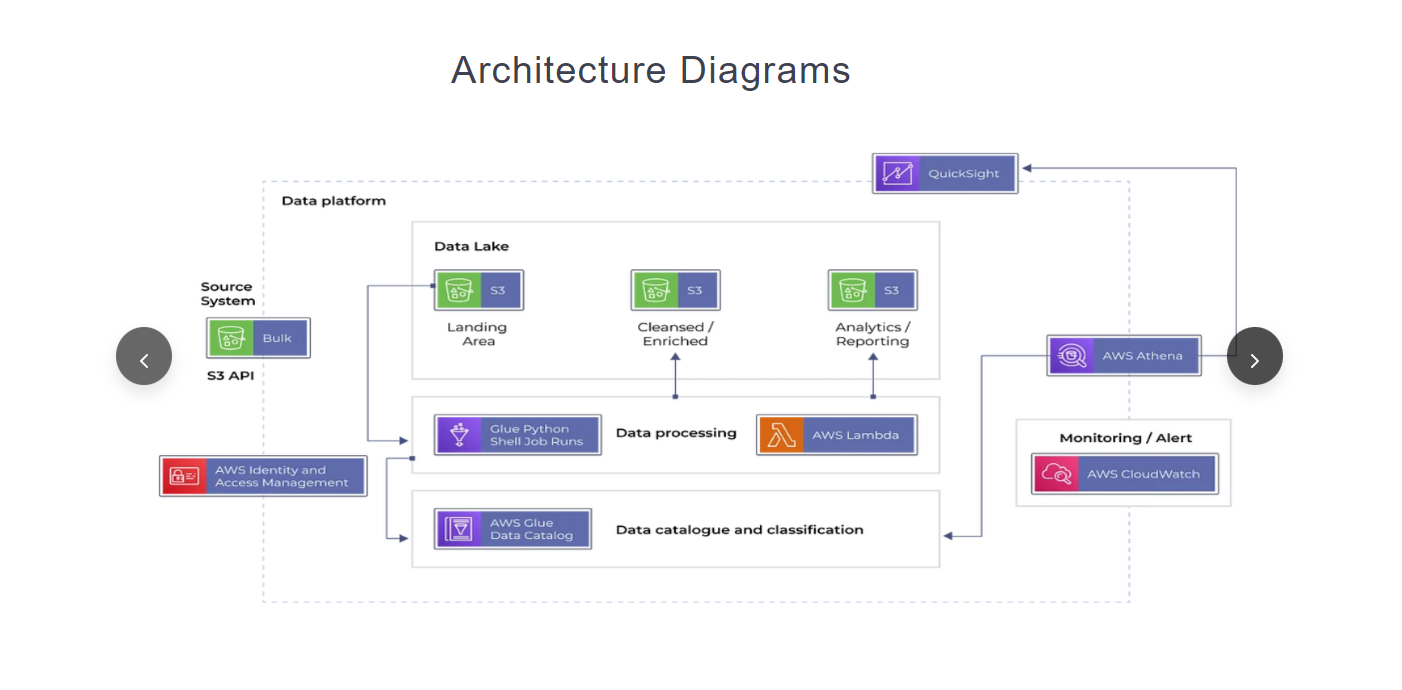 Architecture Diagrams
QuickSight
Data platform
Data Lake
S3
S3
S3
Landing
Area
Cleansed /
Enriched
Analytics /
Reporting
Source
System
Bulk
S3 API
AWS Athena
Glue Python
Shell Job Runs
Data processing
AWS Lambda
Monitoring / Alert
AWS CloudWatch
AWS Identity and
Access Management
AWS Glue
Data Catalog
Data catalogue and classification